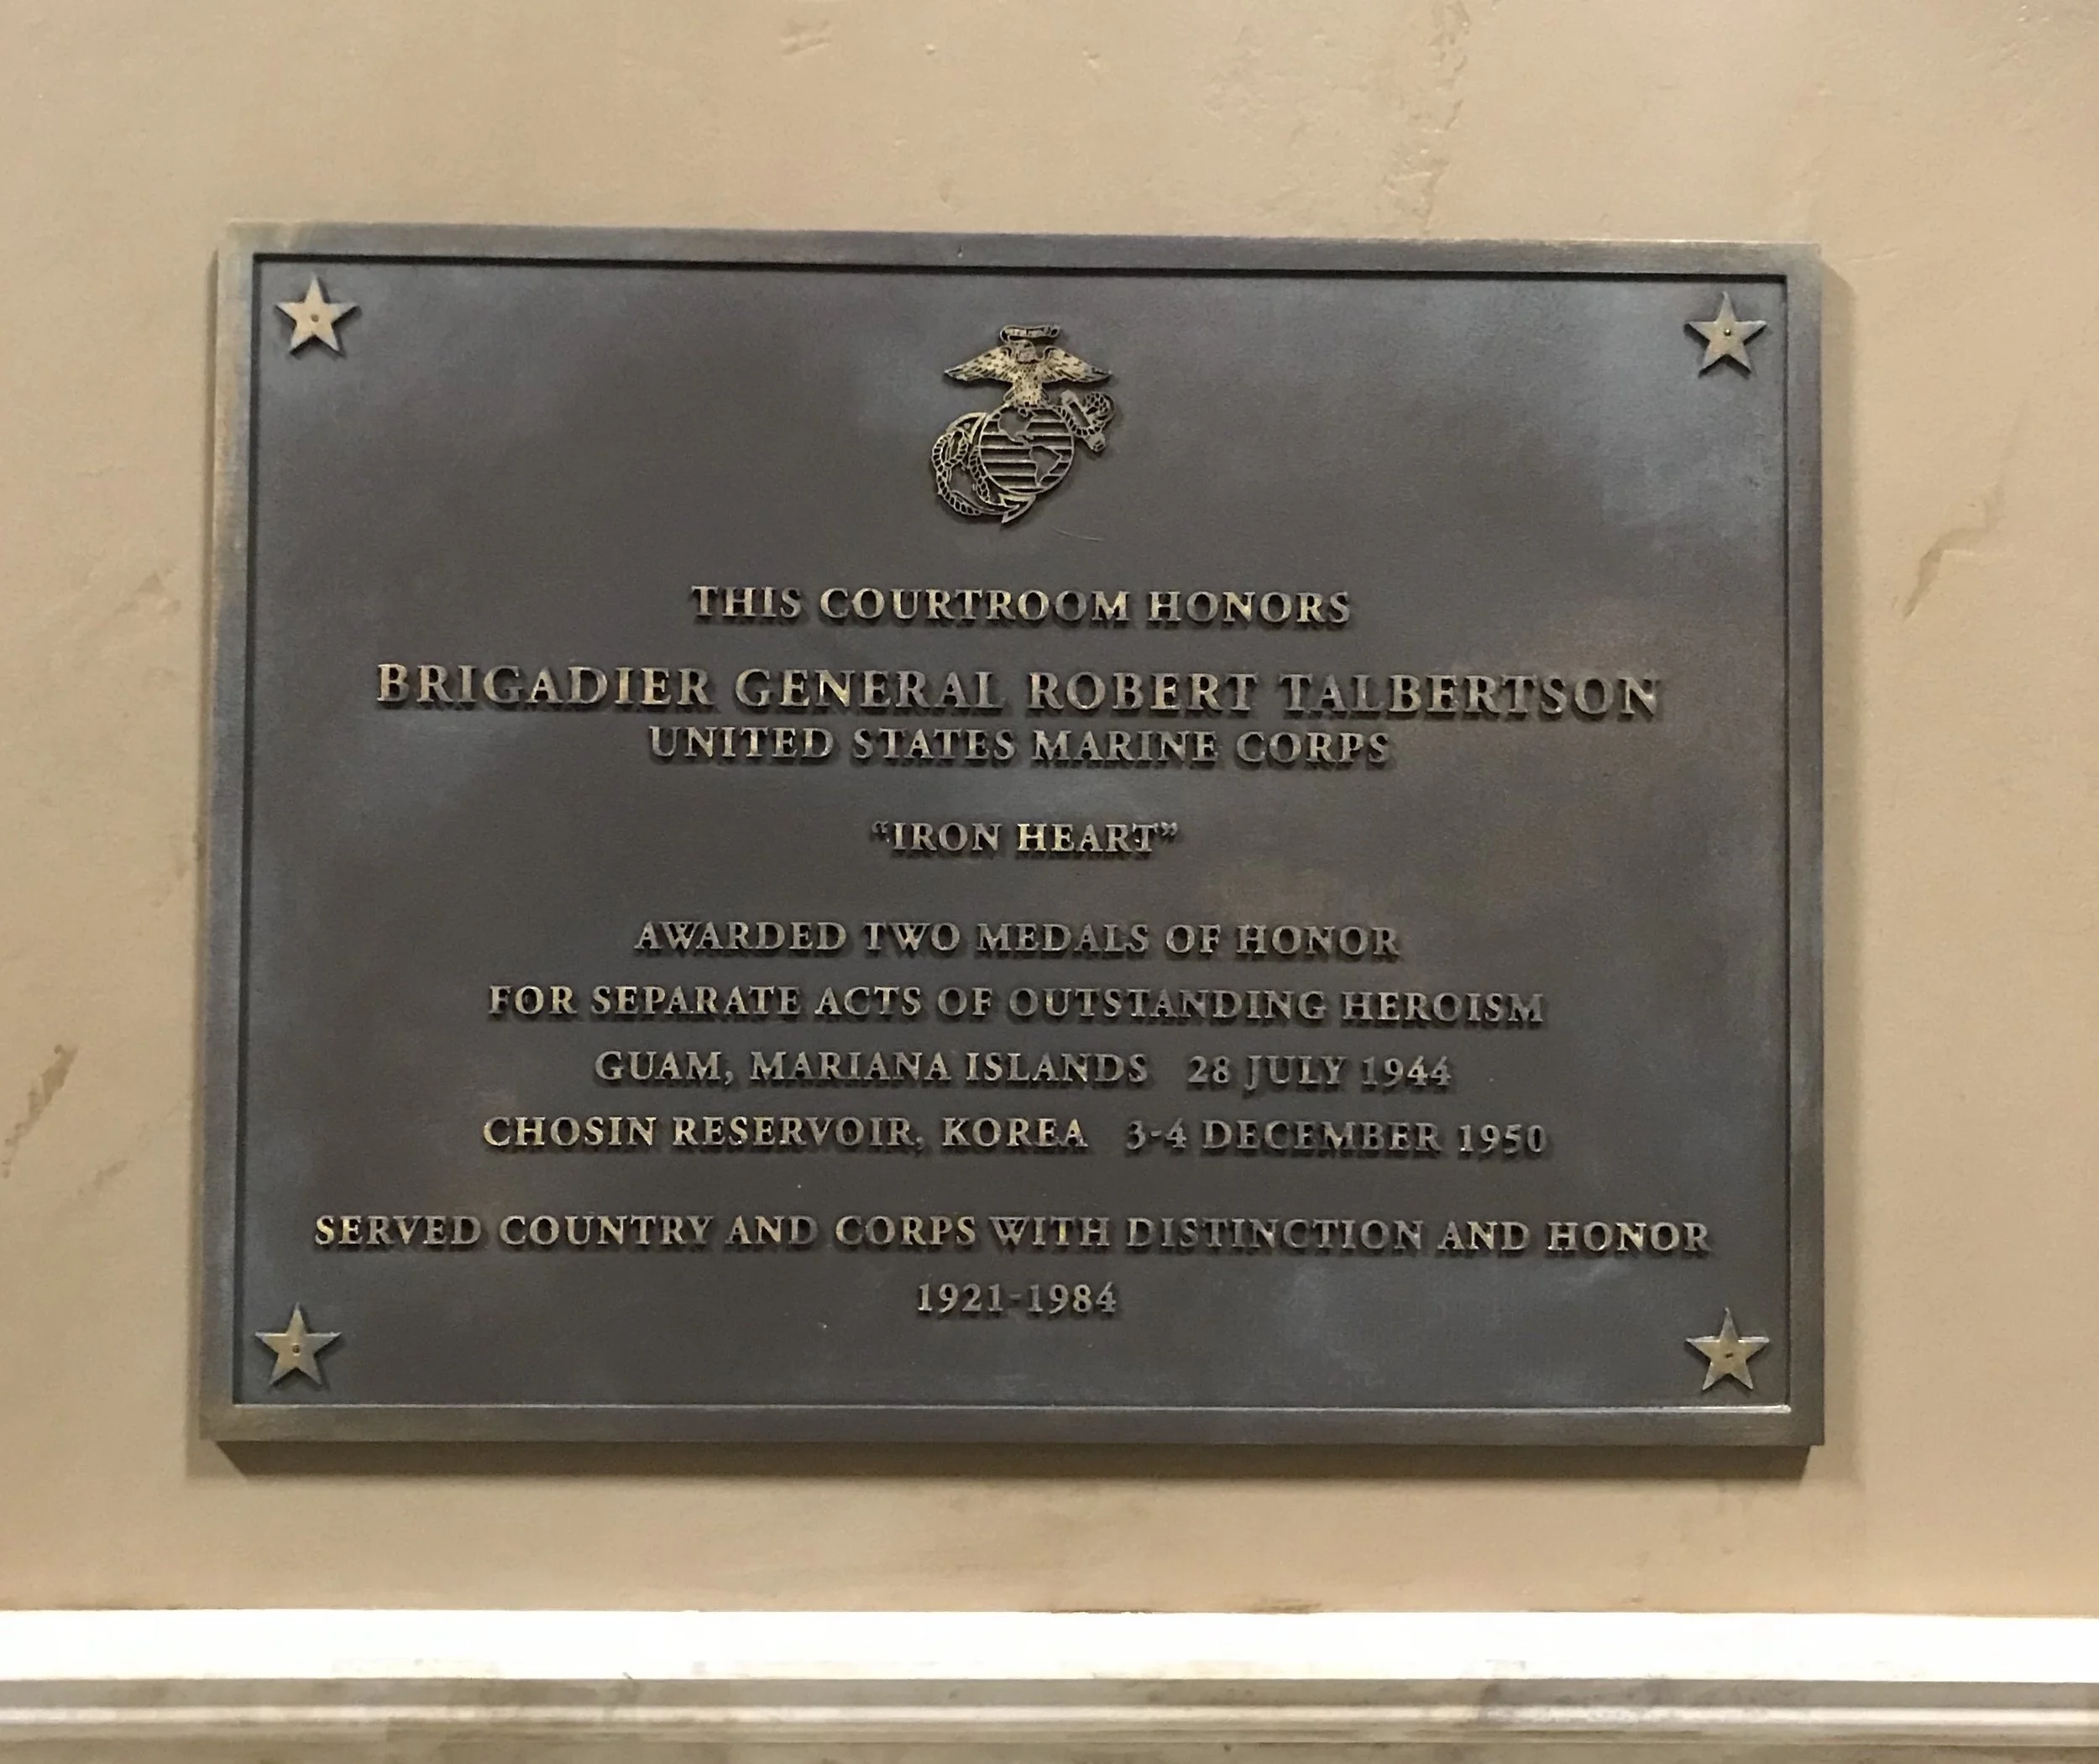 THIS COURTROOM HONORS
BRIGADIER GENERAL ROBERT TALBERTSON
UNITED STATES MARINE CORPS
“IRON HEART”
AWARDED TWO MEDALS OF HONOR
FOR SEPARATE ACTS OF OUTSTANDING HEROISM
GUAM, MARIANA ISLANDS 28 JULY 1944
CHOSIN RESERVOIR, KOREA 3-4 DECEMBER 1950
SERVED COUNTRY AND CORPS WITH DISTINCTION AND HONOR
1921-1984